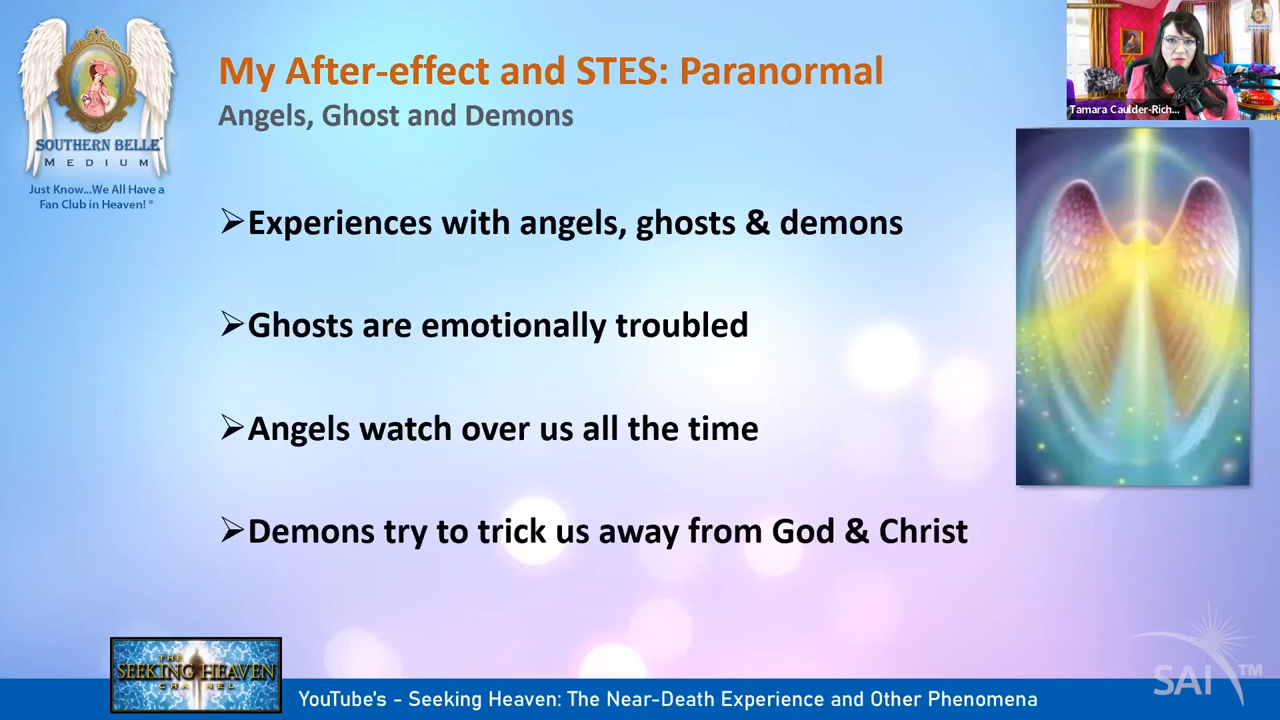 My After-effect and STES: Paranormal
Angels, Ghost and Demons
SOUTHERN BELLE®
MEDIUM
Just Know...We All Have a
Fan Club in Heaven! ®
Tamara Caulder-Rich...
➢Experiences with angels, ghosts & demons
➢Ghosts are emotionally troubled
➢Angels watch over us all the time
➢Demons try to trick us away from God & Christ
THE
SEEKING HEAVEN
CHANNEL
YouTube's - Seeking Heaven: The Near-Death Experience and Other Phenomena
SAI™